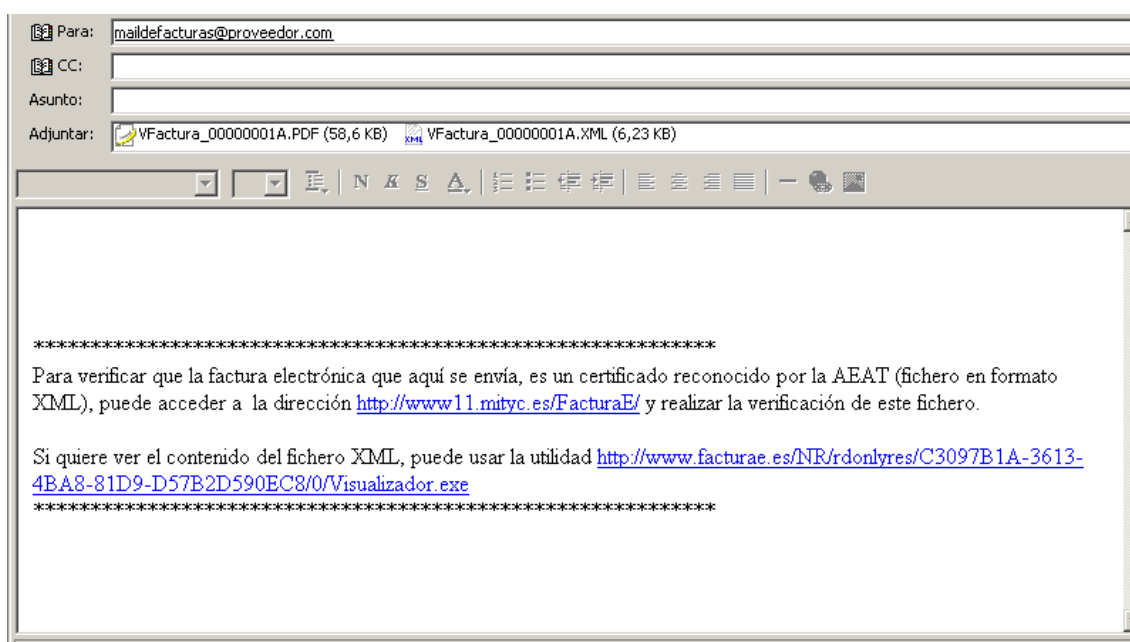 Para: maildefacturas@proveedor.com
CC:
Asunto:
Adjuntar: VFactura_00000001A.PDF (58,6 KB) VFactura_00000001A.XML (6,23 KB)
N K S A
************************************************************
Para verificar que la factura electrónica que aquí se envía, es un certificado reconocido por la AEAT (fichero en formato
XML), puede acceder a la dirección http://www11.mityc.es/FacturaE/ y realizar la verificación de este fichero.
Si quiere ver el contenido del fichero XML, puede usar la utilidad http://www.facturae.es/NR/rdonlyres/C3097B1A-3613-
4BA8-81D9-D57B2D590EC8/0/Visualizador.exe
************************************************************